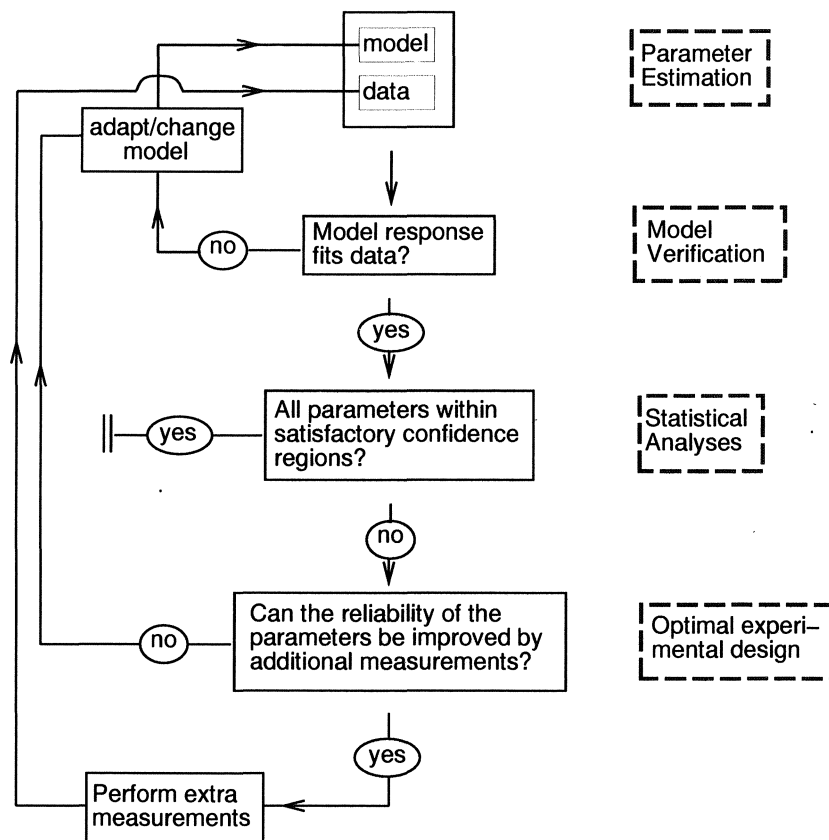 model
data
Parameter
Estimation
adapt/change
model
Model response
fits data?
no
Model
Verification
yes
All parameters within
satisfactory confidence
regions?
yes
Statistical
Analyses
no
Can the reliability of the
parameters be improved by
additional measurements?
no
Optimal experi–
mental design
yes
Perform extra
measurements